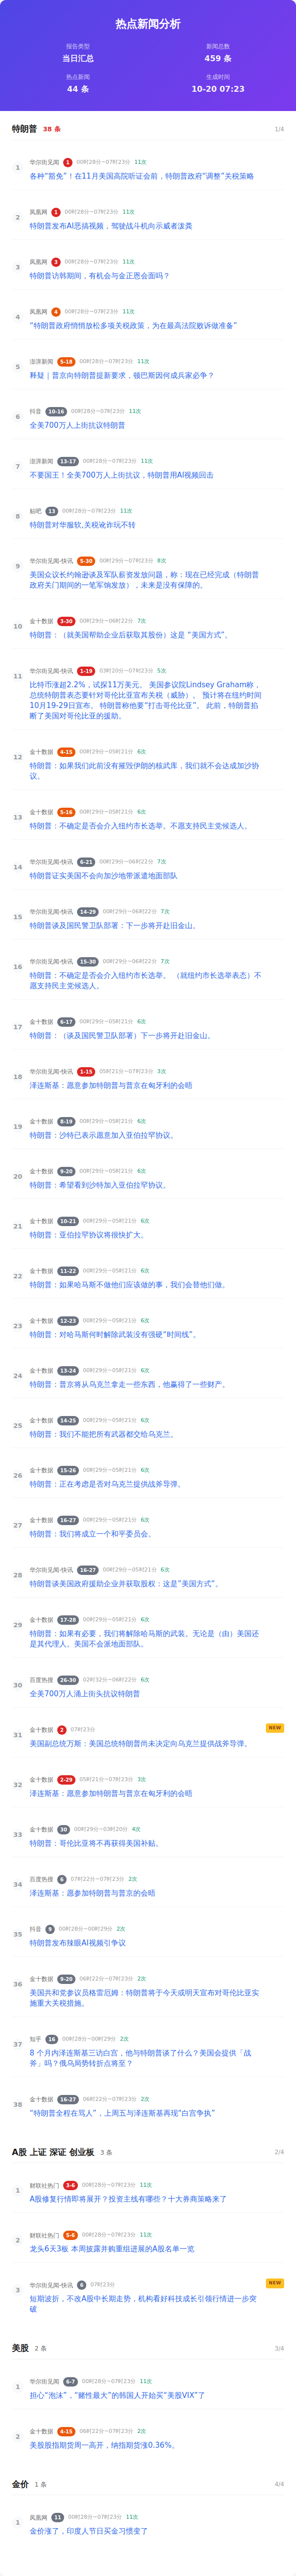 热点新闻分析
报告类型
新闻总数
当日汇总
459 条
热点新闻
生成时间
44 条
10-20 07:23
特朗普 38 条 1/4
1 华尔街见闻 1 00时28分~07时23分 11次
各种“豁免”！在11月美国高院听证会前，特朗普政府“调整”关税策略
2 凤凰网 1 00时28分~07时23分 11次
特朗普发布AI恶搞视频，驾驶战斗机向示威者泼粪
3 凤凰网 3 00时28分~07时23分 11次
特朗普访韩期间，有机会与金正恩会面吗？
4 凤凰网 4 00时28分~07时23分 11次
“特朗普政府悄悄放松多项关税政策，为在最高法院败诉做准备”
5 澎湃新闻 5-18 00时28分~07时23分 11次
释疑｜普京向特朗普提新要求，顿巴斯因何成兵家必争？
6 抖音 10-16 00时28分~07时23分 11次
全美700万人上街抗议特朗普
7 澎湃新闻 13-17 00时28分~07时23分 11次
不要国王！全美700万人上街抗议，特朗普用AI视频回击
8 贴吧 13 00时28分~07时23分 11次
特朗普对华服软,关税讹诈玩不转
9 华尔街见闻-快讯 5-30 00时29分~07时23分 8次
美国众议长约翰逊谈及军队薪资发放问题，称：现在已经完成（特朗普
政府关门期间的一笔军饷发放），未来是没有保障的。
10 金十数据 3-30 00时29分~06时22分 7次
特朗普：（就美国帮助企业后获取其股份）这是 “美国方式”。
11 华尔街见闻-快讯 1-19 03时20分~07时23分 5次
比特币涨超2.2%，试探11万美元。 美国参议院Lindsey Graham称，
总统特朗普表态要针对哥伦比亚宣布关税（威胁）。 预计将在纽约时间
10月19-29日宣布。 特朗普称他要“打击哥伦比亚”。 此前，特朗普掐
断了美国对哥伦比亚的援助。
12 金十数据 4-15 00时29分~05时21分 6次
特朗普：如果我们此前没有摧毁伊朗的核武库，我们就不会达成加沙协
议。
13 金十数据 5-16 00时29分~05时21分 6次
特朗普：不确定是否会介入纽约市长选举。不愿支持民主党候选人。
14 华尔街见闻-快讯 6-21 00时29分~06时22分 7次
特朗普证实美国不会向加沙地带派遣地面部队
15 华尔街见闻-快讯 14-29 00时29分~06时22分 7次
特朗普谈及国民警卫队部署：下一步将开赴旧金山。
16 华尔街见闻-快讯 15-30 00时29分~06时22分 7次
特朗普：不确定是否会介入纽约市长选举。 （就纽约市长选举表态）不
愿支持民主党候选人。
17 金十数据 6-17 00时29分~05时21分 6次
特朗普：（谈及国民警卫队部署）下一步将开赴旧金山。
18 华尔街见闻-快讯 1-15 05时21分~07时23分 3次
泽连斯基：愿意参加特朗普与普京在匈牙利的会晤
19 金十数据 8-19 00时29分~05时21分 6次
特朗普：沙特已表示愿意加入亚伯拉罕协议。
20 金十数据 9-20 00时29分~05时21分 6次
特朗普：希望看到沙特加入亚伯拉罕协议。
21 金十数据 10-21 00时29分~05时21分 6次
特朗普：亚伯拉罕协议将很快扩大。
22 金十数据 11-22 00时29分~05时21分 6次
特朗普：如果哈马斯不做他们应该做的事，我们会替他们做。
23 金十数据 12-23 00时29分~05时21分 6次
特朗普：对哈马斯何时解除武装没有强硬“时间线”。
24 金十数据 13-24 00时29分~05时21分 6次
特朗普：普京将从乌克兰拿走一些东西，他赢得了一些财产。
25 金十数据 14-25 00时29分~05时21分 6次
特朗普：我们不能把所有武器都交给乌克兰。
26 金十数据 15-26 00时29分~05时21分 6次
特朗普：正在考虑是否对乌克兰提供战斧导弹。
27 金十数据 16-27 00时29分~05时21分 6次
特朗普：我们将成立一个和平委员会。
28 华尔街见闻-快讯 16-27 00时29分~05时21分 6次
特朗普谈美国政府援助企业并获取股权：这是“美国方式”。
29 金十数据 17-28 00时29分~05时21分 6次
特朗普：如果有必要，我们将解除哈马斯的武装。无论是（由）美国还
是其代理人。美国不会派地面部队。
30 百度热搜 26-30 02时32分~06时22分 6次
全美700万人涌上街头抗议特朗普
31 金十数据 2 07时23分 NEW
美国副总统万斯：美国总统特朗普尚未决定向乌克兰提供战斧导弹。
32 金十数据 2-29 05时21分~07时23分 3次
泽连斯基：愿意参加特朗普与普京在匈牙利的会晤
33 金十数据 30 00时29分~03时20分 4次
特朗普：哥伦比亚将不再获得美国补贴。
34 百度热搜 6 07时22分~07时23分 2次
泽连斯基：愿参加特朗普与普京的会晤
35 抖音 9 00时28分~00时29分 2次
特朗普发布辣眼AI视频引争议
36 金十数据 9-20 06时22分~07时23分 2次
美国共和党参议员格雷厄姆：特朗普将于今天或明天宣布对哥伦比亚实
施重大关税措施。
37 知乎 16 00时28分~00时29分 2次
8 个月内泽连斯基三访白宫，他与特朗普谈了什么？美国会提供「战
斧」吗？俄乌局势转折点将至？
38 金十数据 16-27 06时22分~07时23分 2次
“特朗普全程在骂人”，上周五与泽连斯基再现“白宫争执”
A股 上证 深证 创业板 3 条 2/4
1 财联社热门 3-6 00时28分~07时23分 11次
A股修复行情即将展开？投资主线有哪些？十大券商策略来了
2 财联社热门 5-6 00时28分~07时23分 11次
龙头6天3板 本周披露并购重组进展的A股名单一览
3 华尔街见闻-快讯 6 07时23分 NEW
短期波折，不改A股中长期走势，机构看好科技成长引领行情进一步突
破
美股 2 条 3/4
1 华尔街见闻 6-7 00时28分~07时23分 11次
担心“泡沫”，“赌性最大”的韩国人开始买“美股VIX”了
2 金十数据 4-15 06时22分~07时23分 2次
美股股指期货周一高开，纳指期货涨0.36%。
金价 1 条 4/4
1 凤凰网 11 00时28分~07时23分 11次
金价涨了，印度人节日买金习惯变了